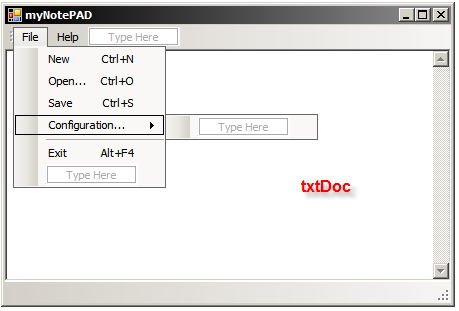 myNotePAD
File Help Type Here
New Ctrl+N
Open... Ctrl+O
Save Ctrl+S
Configuration... Type Here
Exit Alt+F4
Type Here
txtDoc